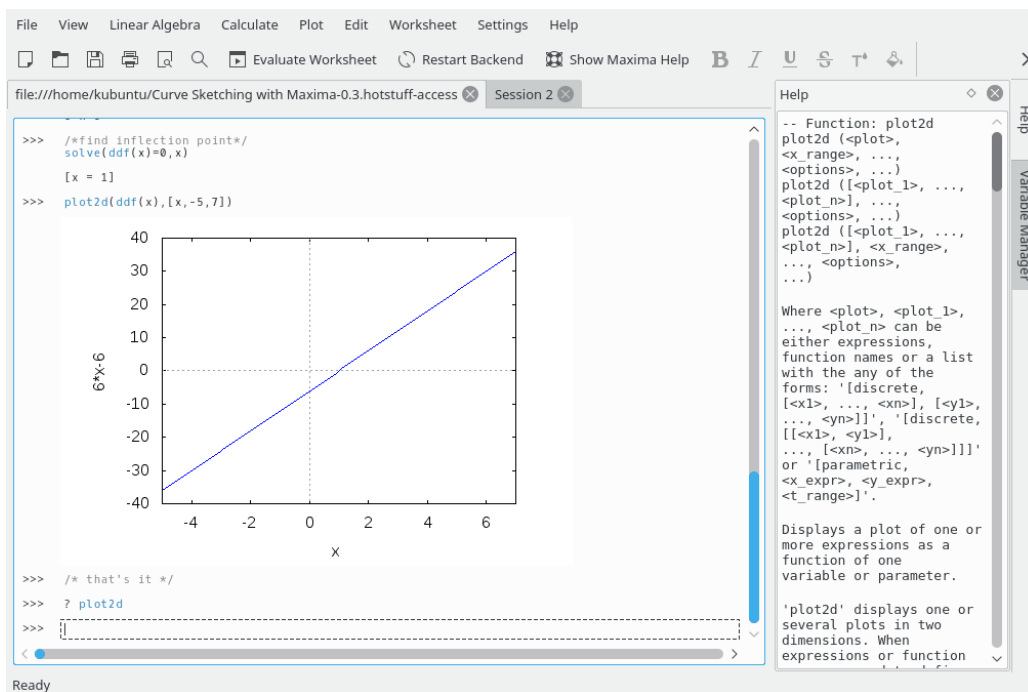 File View Linear Algebra Calculate Plot Edit Worksheet Settings Help
Evaluate Worksheet Restart Backend Show Maxima Help B I U S T
file:///home/kubuntu/Curve Sketching with Maxima-0.3.hotstuff-access Session 2
>>> /*find inflection point*/
solve(ddf(x)=0,x)
[x = 1]
>>> plot2d(ddf(x),[x,-5,7])
40
30
20
10
0
-10
-20
-30
-40
6*x-6
-4 -2 0 2 4 6
x
>>> /* that's it */
>>> ? plot2d
>>>
Help
-- Function: plot2d
plot2d (<plot>,
<x_range>, ...,
<options>, ...)
plot2d ([<plot_1>, ...,
<plot_n>], ...,
<options>, ...)
plot2d ([<plot_1>, ...,
<plot_n>], <x_range>,
..., <options>,
...)
Where <plot>, <plot_1>,
..., <plot_n> can be
either expressions,
function names or a list
with the any of the
forms: '[discrete,
[<x1>, ..., <xn>], [<y1>,
..., <yn>]]', '[discrete,
[[<x1>, <y1>],
..., [<xn>, ..., <yn>]]]'
or '[parametric,
<x_expr>, <y_expr>,
<t_range>]'.
Displays a plot of one or
more expressions as a
function of one
variable or parameter.
'plot2d' displays one or
several plots in two
dimensions. When
expressions or function
Help
Variable Manager
Ready